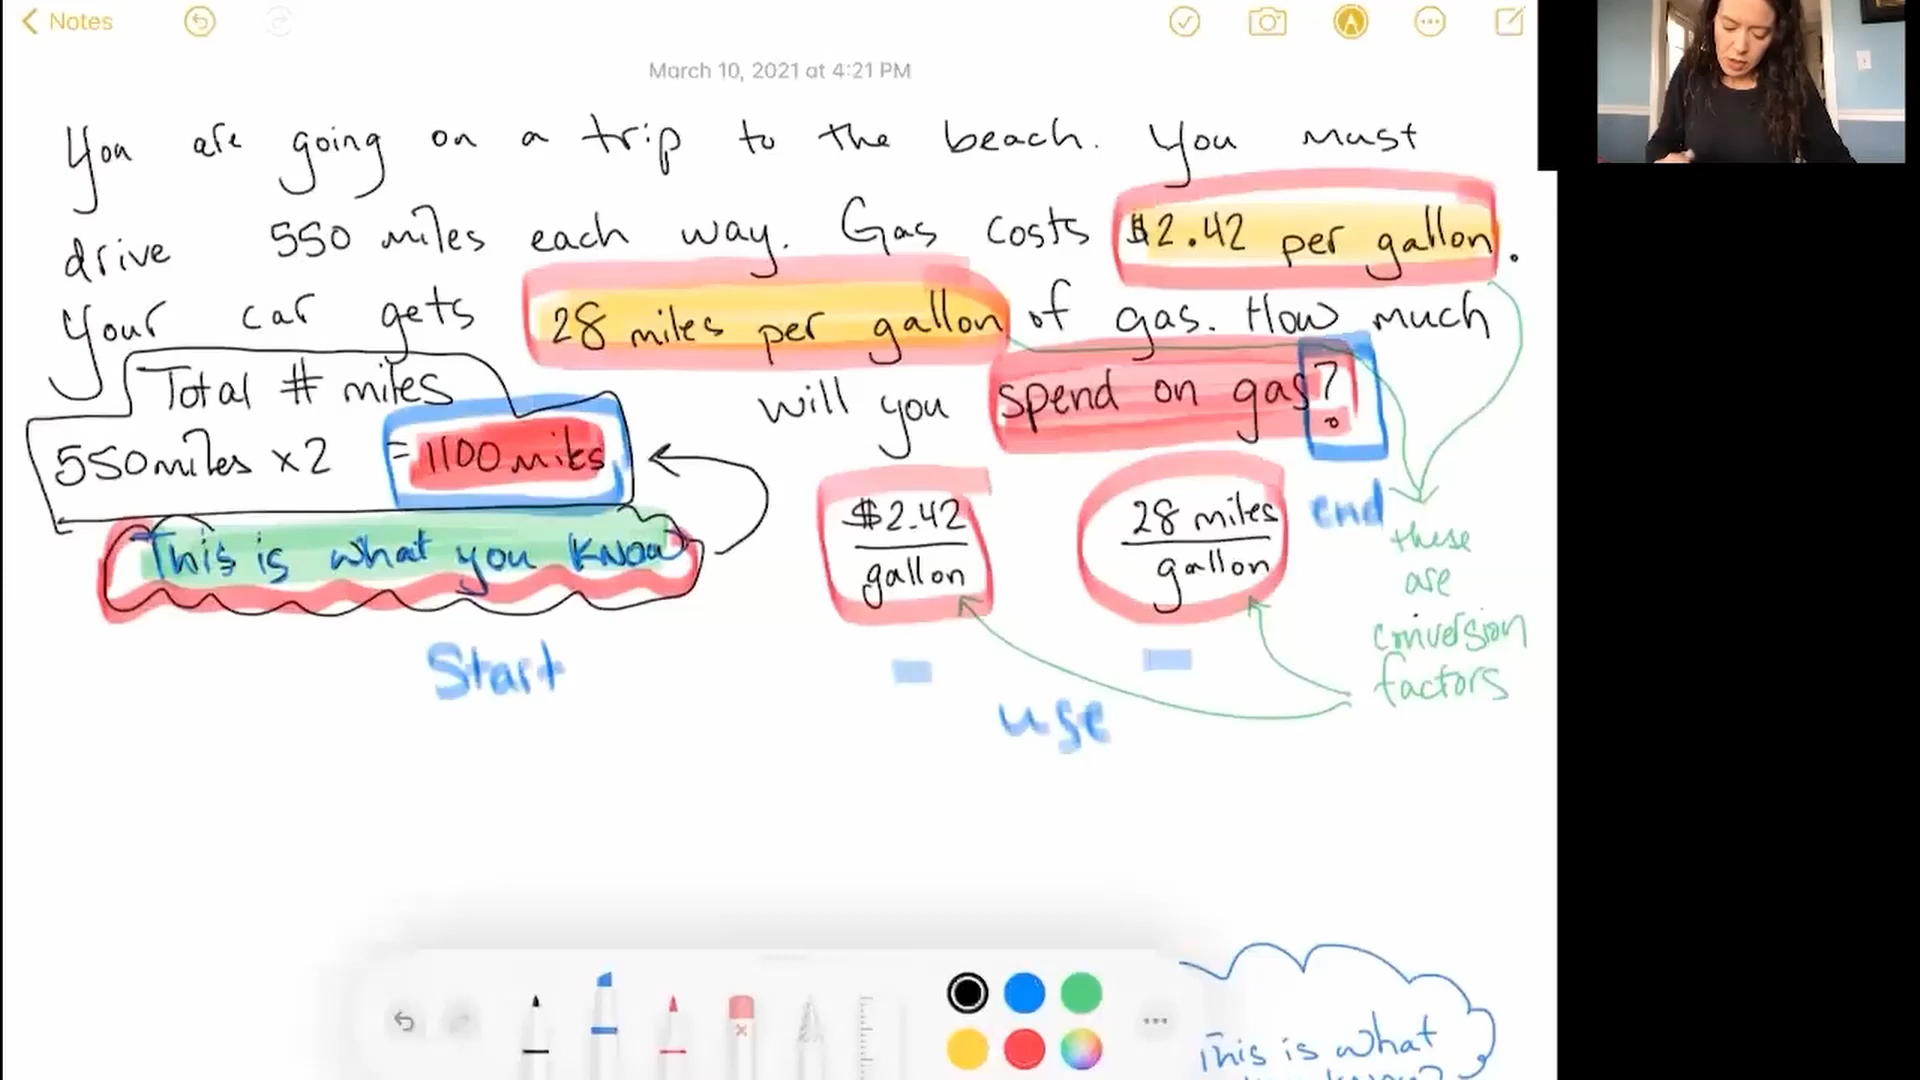 Notes
March 10, 2021 at 4:21 PM
You are going on a trip to the beach. You must
drive 550 miles each way. Gas costs $2.42 per gallon.
Your car gets 28 miles per gallon of gas. How much
will you spend on gas?
Total # miles
550 miles x 2 = 1100 miles
This is what you know
Start
$2.42
gallon
28 miles
gallon
use
end
these
are
conversion
factors
This is what